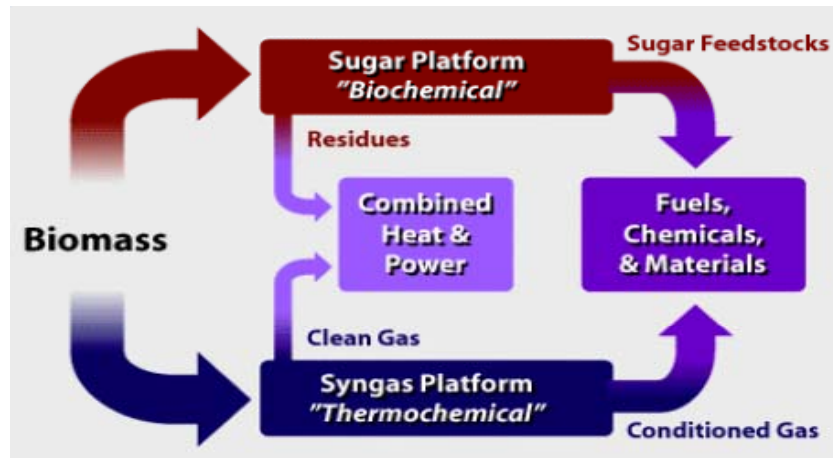 Sugar Feedstocks
Sugar Platform
"Biochemical"
Residues
Combined
Heat &
Power
Fuels,
Chemicals,
& Materials
Biomass
Clean Gas
Syngas Platform
"Thermochemical"
Conditioned Gas